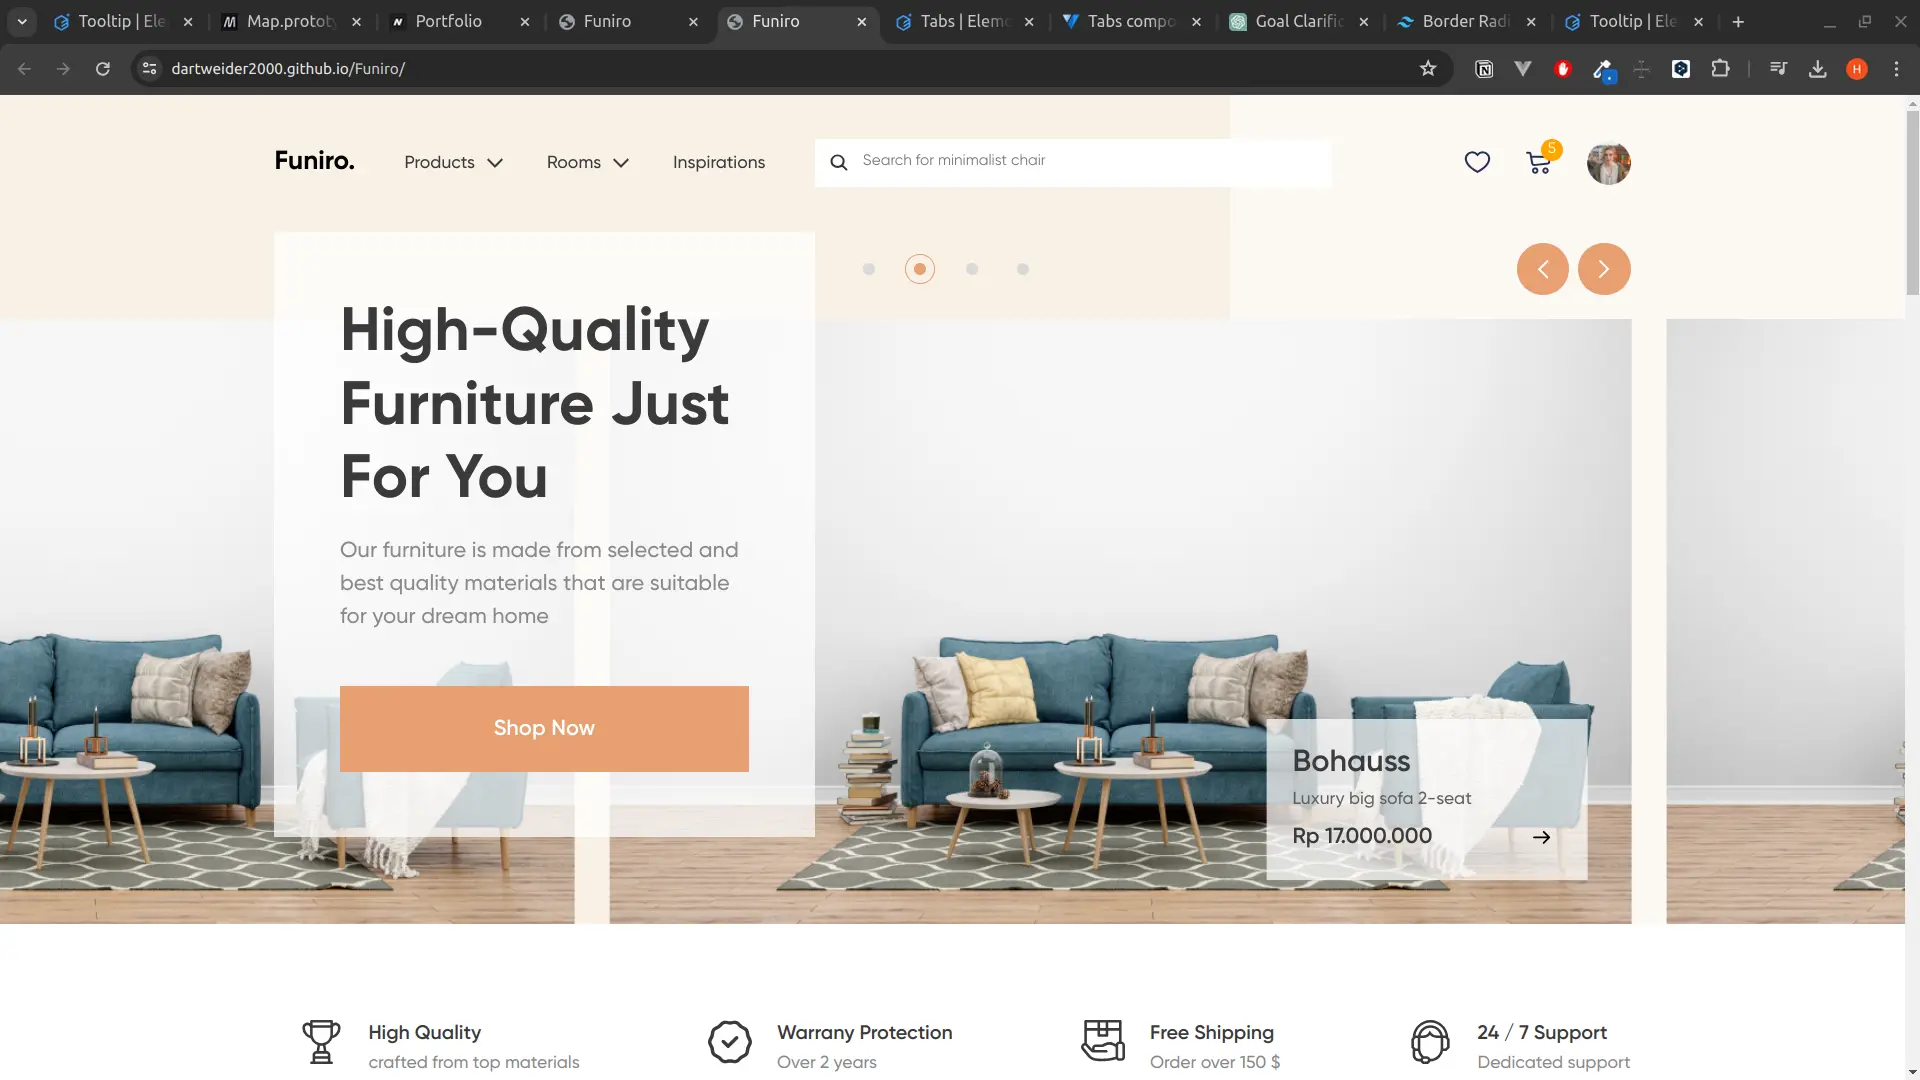 Tooltip | Ele
Map.prototy
Portfolio
Funiro
Funiro
Tabs | Eleme
Tabs compo
Goal Clarific
Border Radi
Tooltip | Ele
dartweider2000.github.io/Funiro/
H
Funiro.
Products
Rooms
Inspirations
Search for minimalist chair
5
High-Quality
Furniture Just
For You
Our furniture is made from selected and
best quality materials that are suitable
for your dream home
Shop Now
Bohauss
Luxury big sofa 2-seat
Rp 17.000.000
High Quality
crafted from top materials
Warrany Protection
Over 2 years
Free Shipping
Order over 150 $
24 / 7 Support
Dedicated support